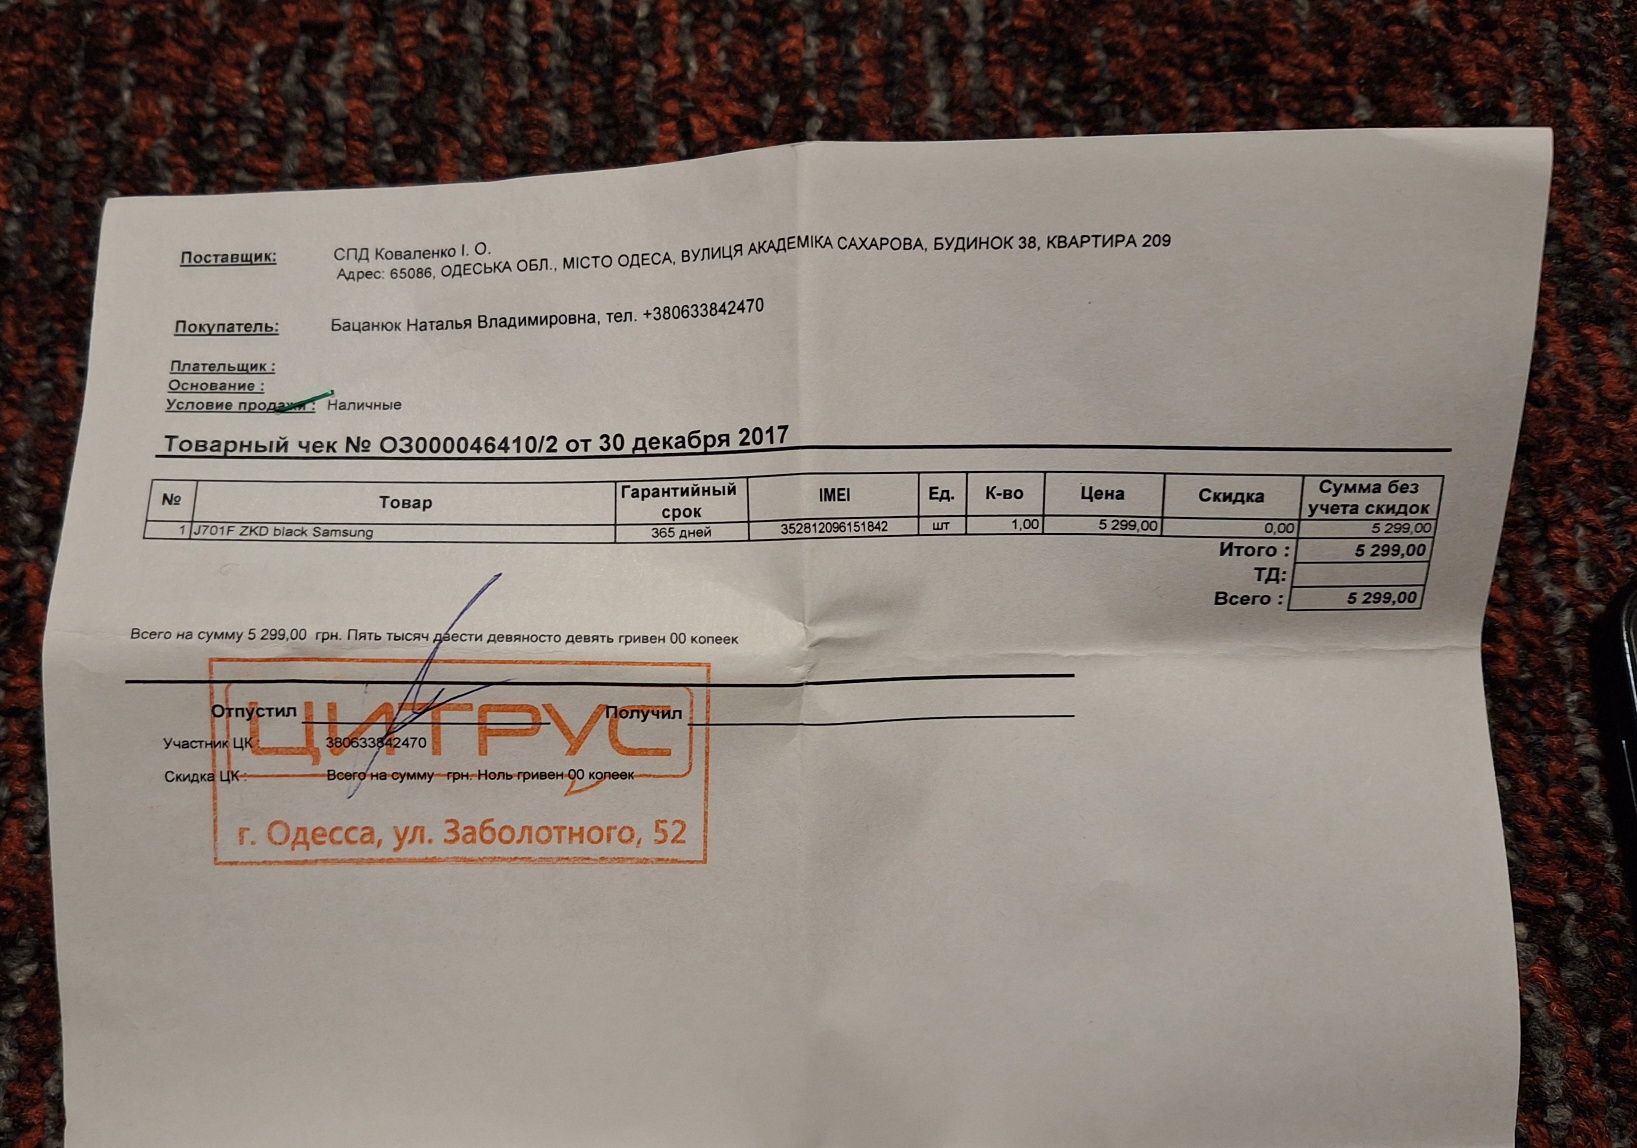 Поставщик: СПД Коваленко І. О.
Адрес: 65086, ОДЕСЬКА ОБЛ., МІСТО ОДЕСА, ВУЛИЦЯ АКАДЕМІКА САХАРОВА, БУДИНОК 38, КВАРТИРА 209
Покупатель: Бацанюк Наталья Владимировна, тел. +380633842470
Плательщик :
Основание :
Условие продажи : Наличные
Товарный чек № ОЗ000046410/2 от 30 декабря 2017
№ Товар Гарантийный срок IMEI Ед. К-во Цена Скидка Сумма без учета скидок
1 J701F ZKD black Samsung 365 дней 352812096151842 шт 1,00 5 299,00 0,00 5 299,00
Итого : 5 299,00
ТД:
Всего : 5 299,00
Всего на сумму 5 299,00 грн. Пять тысяч двести девяносто девять гривен 00 копеек
Отпустил Получил
ЦИТРУС
Участник ЦК : 380633842470
Скидка ЦК : Всего на сумму грн. Ноль гривен 00 копеек
г. Одесса, ул. Заболотного, 52